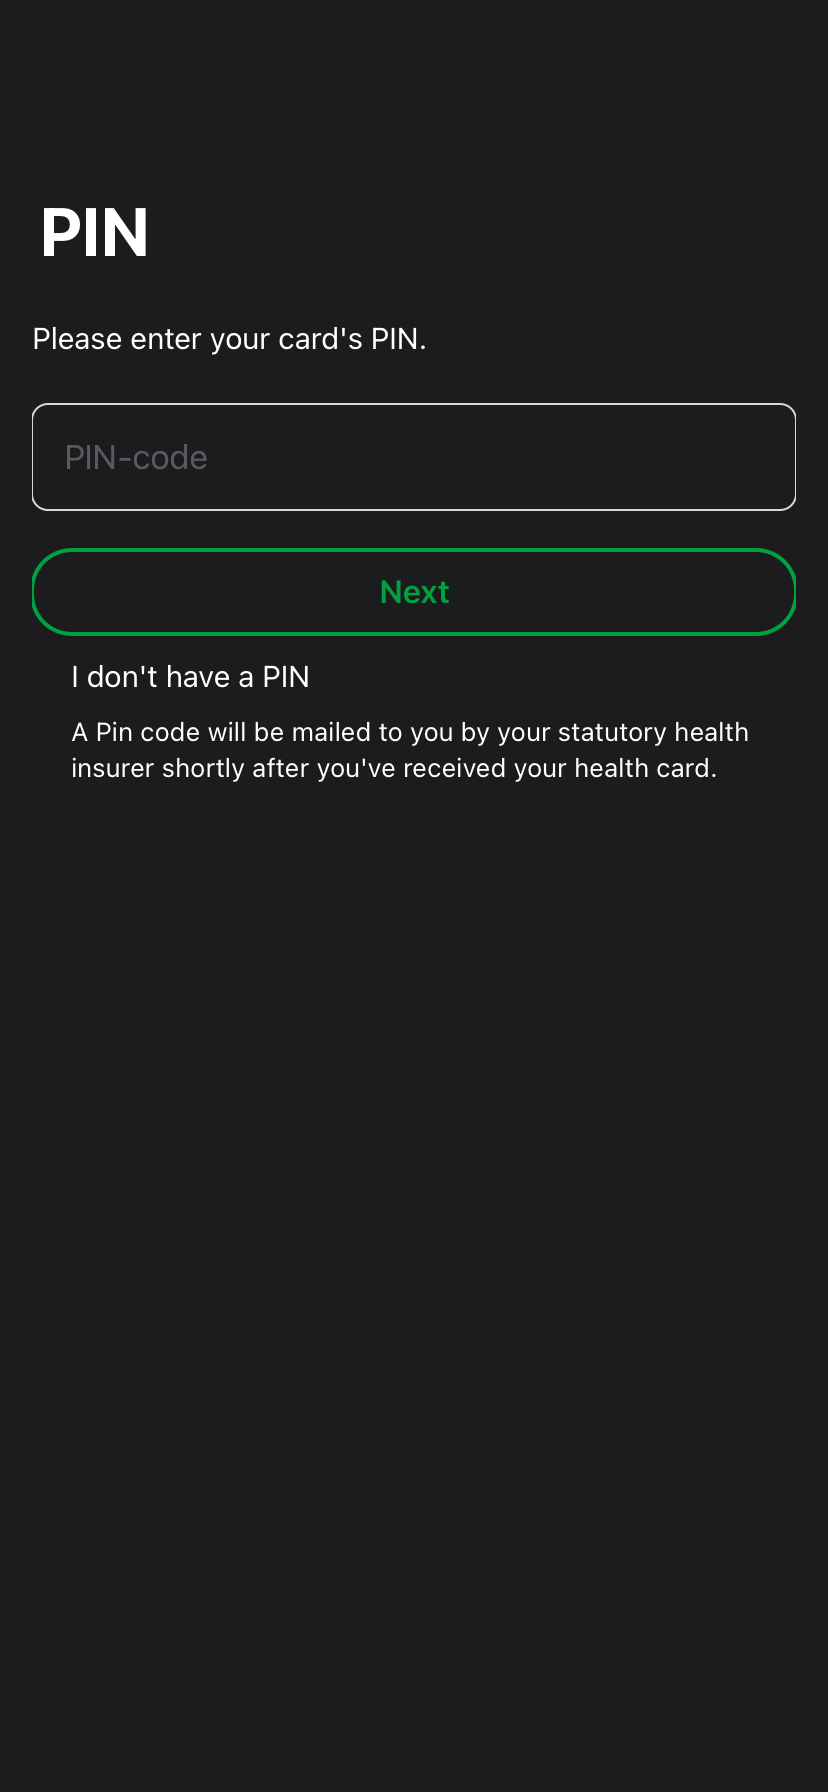 PIN
Please enter your card's PIN.
PIN-code
Next
I don't have a PIN
A Pin code will be mailed to you by your statutory health
insurer shortly after you've received your health card.